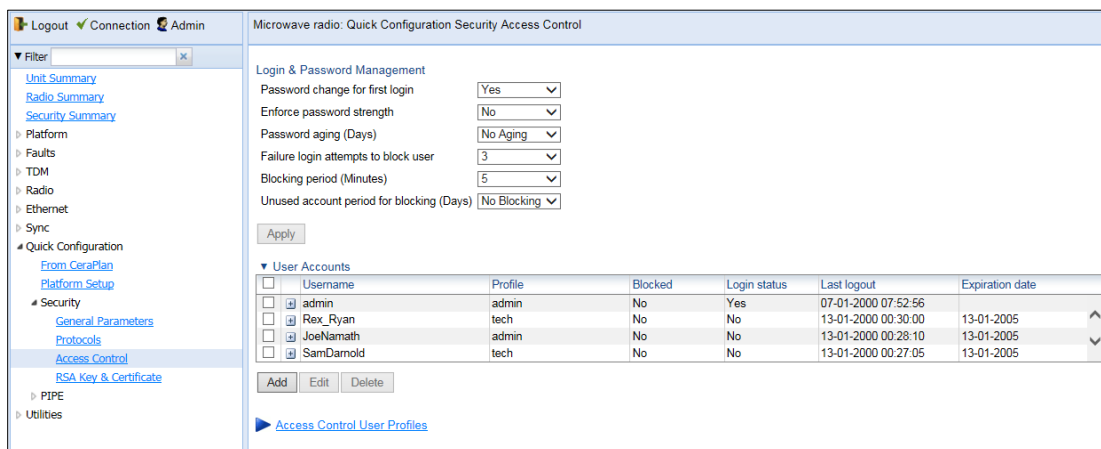 Logout Connection Admin
Microwave radio: Quick Configuration Security Access Control
Filter
Unit Summary
Radio Summary
Security Summary
Platform
Faults
TDM
Radio
Ethernet
Sync
Quick Configuration
From CeraPlan
Platform Setup
Security
General Parameters
Protocols
Access Control
RSA Key & Certificate
PIPE
Utilities
Login & Password Management
Password change for first login Yes
Enforce password strength No
Password aging (Days) No Aging
Failure login attempts to block user 3
Blocking period (Minutes) 5
Unused account period for blocking (Days) No Blocking
Apply
User Accounts
Username Profile Blocked Login status Last logout Expiration date
admin admin No Yes 07-01-2000 07:52:56
Rex_Ryan tech No No 13-01-2000 00:30:00 13-01-2005
JoeNamath admin No No 13-01-2000 00:28:10 13-01-2005
SamDarnold tech No No 13-01-2000 00:27:05 13-01-2005
Add Edit Delete
Access Control User Profiles